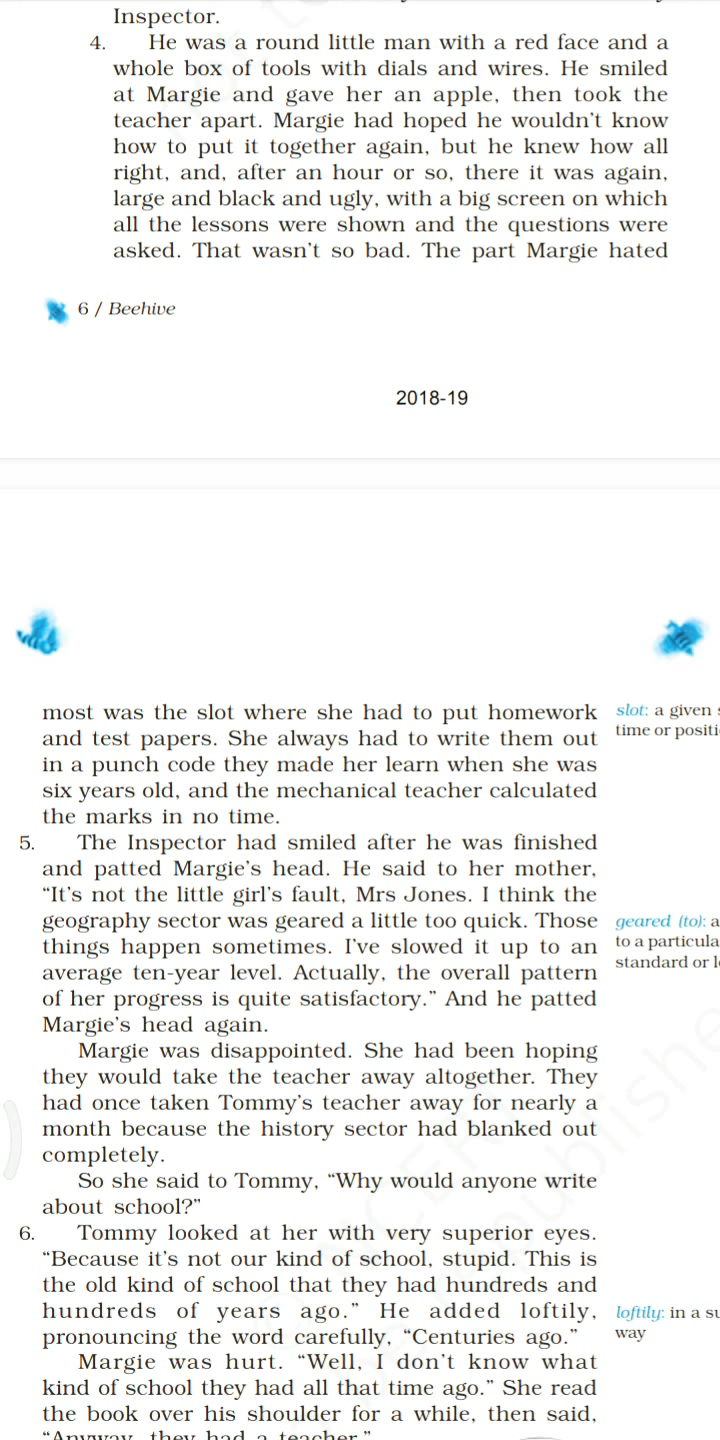 Inspector.
4. He was a round little man with a red face and a
whole box of tools with dials and wires. He smiled
at Margie and gave her an apple, then took the
teacher apart. Margie had hoped he wouldn't know
how to put it together again, but he knew how all
right, and, after an hour or so, there it was again,
large and black and ugly, with a big screen on which
all the lessons were shown and the questions were
asked. That wasn't so bad. The part Margie hated
6 / Beehive
2018-19
most was the slot where she had to put homework
and test papers. She always had to write them out
in a punch code they made her learn when she was
six years old, and the mechanical teacher calculated
the marks in no time.
slot: a given
time or positi
5. The Inspector had smiled after he was finished
and patted Margie's head. He said to her mother,
“It's not the little girl's fault, Mrs Jones. I think the
geography sector was geared a little too quick. Those
things happen sometimes. I've slowed it up to an
average ten-year level. Actually, the overall pattern
of her progress is quite satisfactory.” And he patted
Margie's head again.
geared (to): a
to a particula
standard or l
Margie was disappointed. She had been hoping
they would take the teacher away altogether. They
had once taken Tommy's teacher away for nearly a
month because the history sector had blanked out
completely.
So she said to Tommy, “Why would anyone write
about school?”
6. Tommy looked at her with very superior eyes.
“Because it's not our kind of school, stupid. This is
the old kind of school that they had hundreds and
hundreds of years ago.” He added loftily,
pronouncing the word carefully, “Centuries ago.”
loftily: in a su
way
Margie was hurt. “Well, I don't know what
kind of school they had all that time ago.” She read
the book over his shoulder for a while, then said,
“Anyway, they had a teacher.”